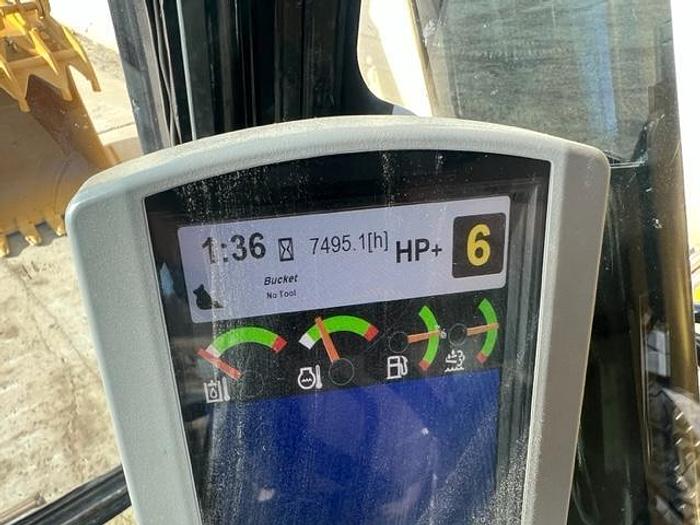 1:36 7495.1[h] HP+ 6
Bucket
No Tool
%